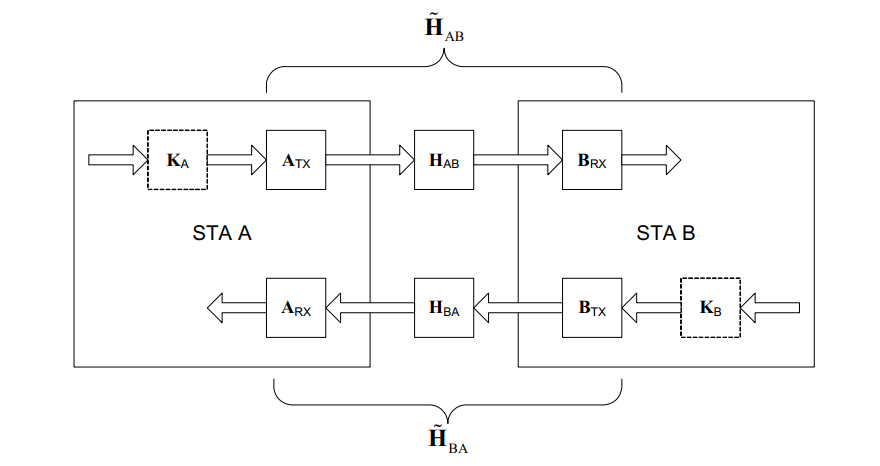 H̃AB
KA ATX HAB BRX
STA A STA B
ARX HBA BTX KB
H̃BA